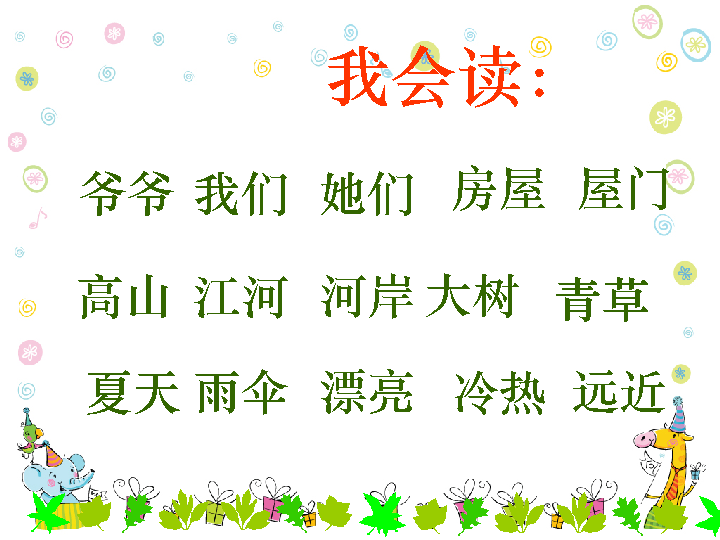 我会读：
爷爷 我们 她们 房屋 屋门
高山 江河 河岸 大树 青草
夏天 雨伞 漂亮 冷热 远近